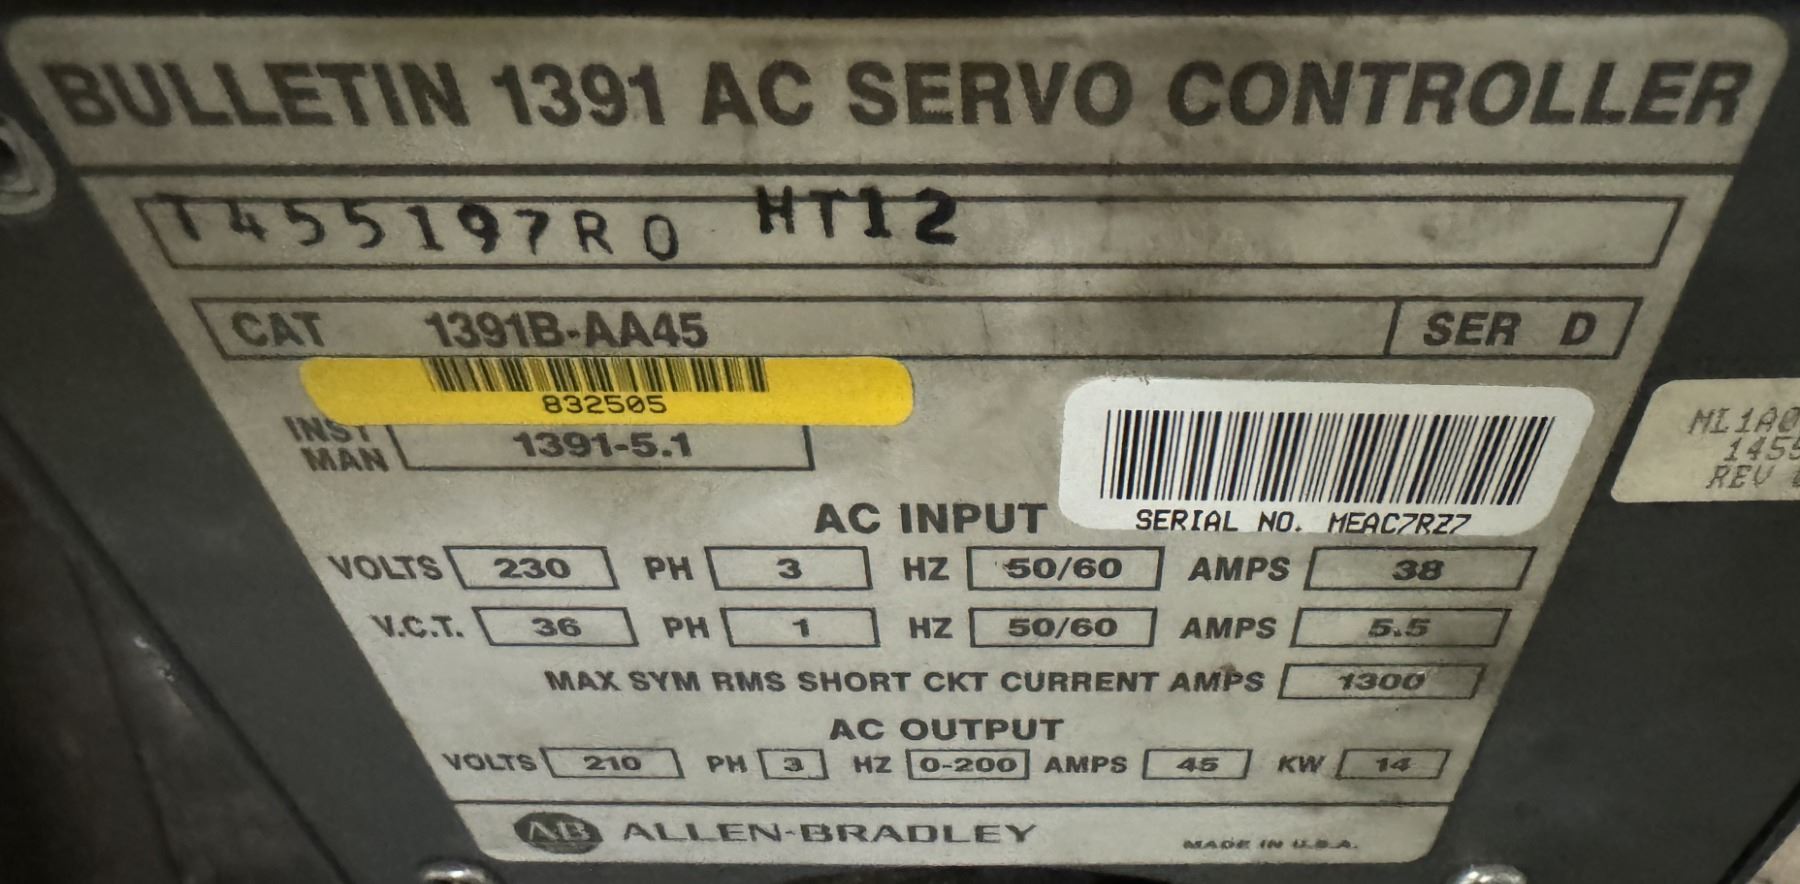 BULLETIN 1391 AC SERVO CONTROLLER
T455197R0 HT12
CAT 1391B-AA45 SER D
832505
INST MAN 1391-5.1
SERIAL NO. MEAC7RZ7
AC INPUT
VOLTS 230 PH 3 HZ 50/60 AMPS 38
V.C.T. 36 PH 1 HZ 50/60 AMPS 5.5
MAX SYM RMS SHORT CKT CURRENT AMPS 1300
AC OUTPUT
VOLTS 210 PH 3 HZ 0-200 AMPS 45 KW 14
AB ALLEN-BRADLEY
MADE IN U.S.A.
REV